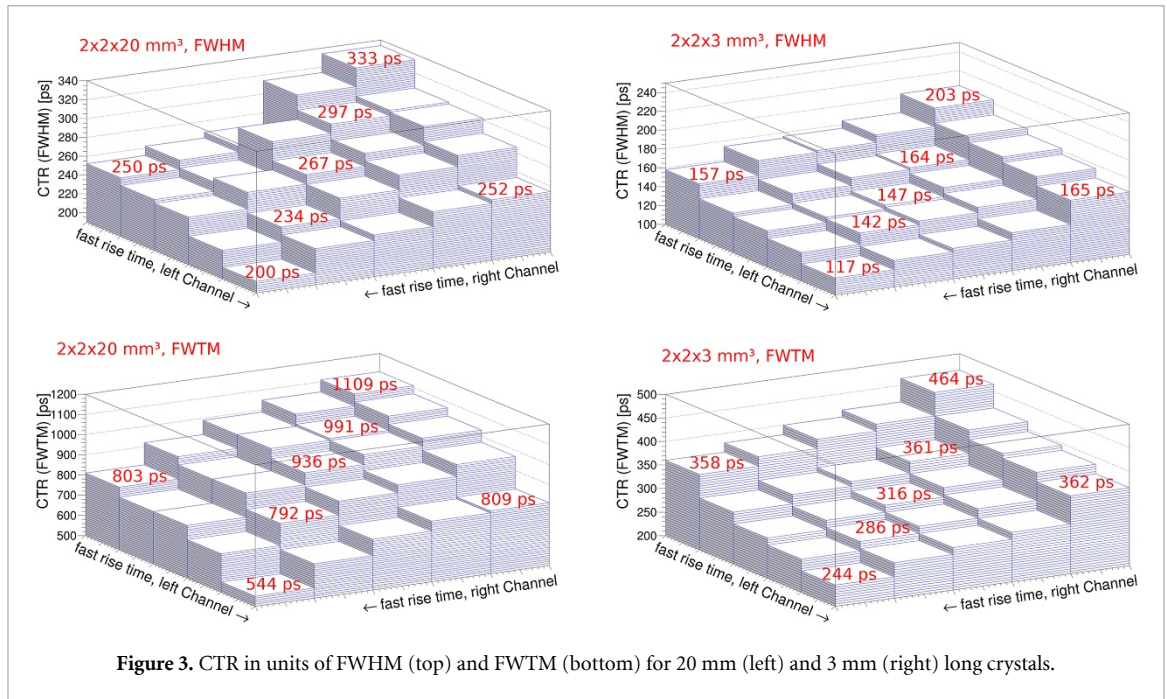 2x2x20 mm³, FWHM
CTR (FWHM) [ps]
340
320
300
280
260
240
220
200
333 ps
297 ps
250 ps
267 ps
252 ps
234 ps
200 ps
fast rise time, left Channel →
← fast rise time, right Channel
2x2x3 mm³, FWHM
CTR (FWHM) [ps]
240
220
200
180
160
140
120
100
203 ps
164 ps
157 ps
147 ps
165 ps
142 ps
117 ps
fast rise time, left Channel →
← fast rise time, right Channel
2x2x20 mm³, FWTM
CTR (FWTM) [ps]
1200
1100
1000
900
800
700
600
500
1109 ps
991 ps
936 ps
803 ps
809 ps
792 ps
544 ps
fast rise time, left Channel →
← fast rise time, right Channel
2x2x3 mm³, FWTM
CTR (FWTM) [ps]
500
450
400
350
300
250
200
464 ps
361 ps
358 ps
362 ps
316 ps
286 ps
244 ps
fast rise time, left Channel →
← fast rise time, right Channel
Figure 3. CTR in units of FWHM (top) and FWTM (bottom) for 20 mm (left) and 3 mm (right) long crystals.